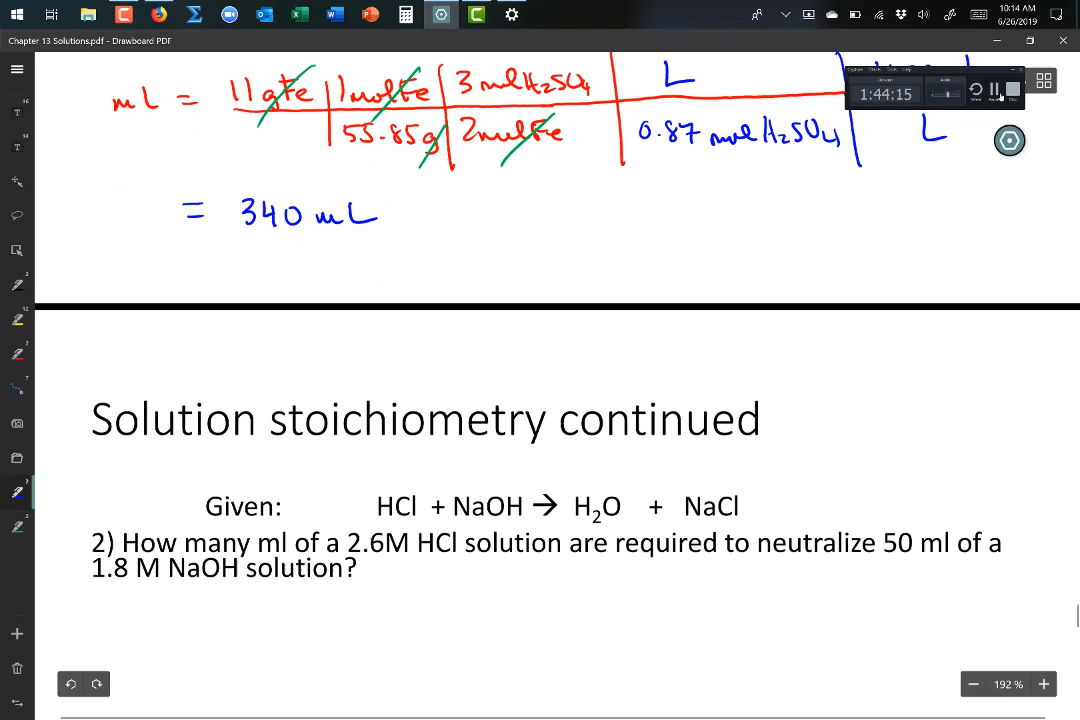 10:14 AM
6/26/2019
Chapter 13 Solutions.pdf - Drawboard PDF
mL = 11 g Fe 1 mol Fe 3 mol H₂SO₄ L
55.85 g 2 mol Fe 0.87 mol H₂SO₄ L
1:44:15
= 340 mL
Solution stoichiometry continued
Given: HCl + NaOH → H₂O + NaCl
2) How many ml of a 2.6M HCl solution are required to neutralize 50 ml of a
1.8 M NaOH solution?
192 %